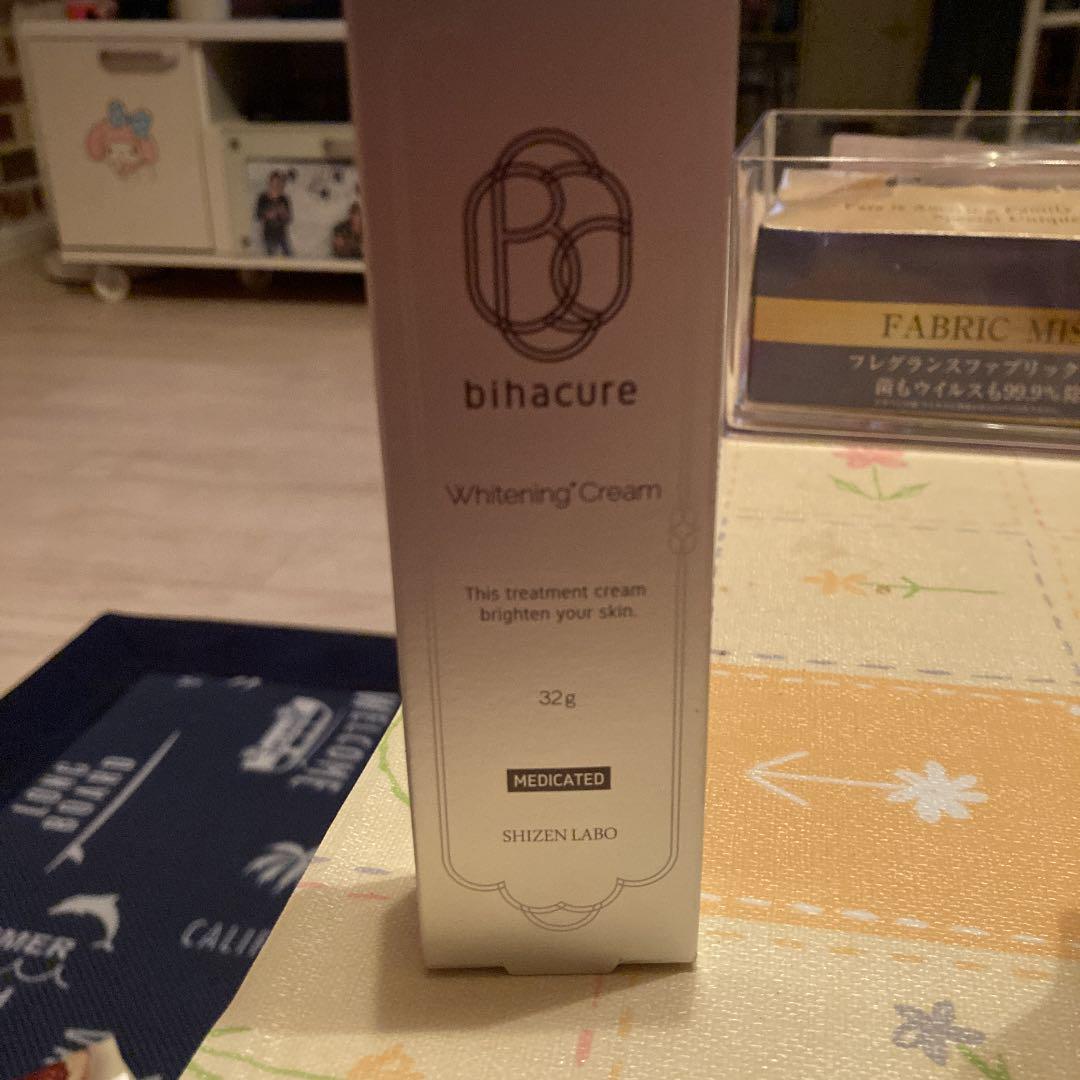 bihacure
Whitening*Cream
This treatment cream
brighten your skin.
32g
MEDICATED
SHIZEN LABO
FABRIC MIS
フレグランスファブリック
菌もウイルスも99.9%除
LONG
BOARD
WELCOME
CALIF
MER